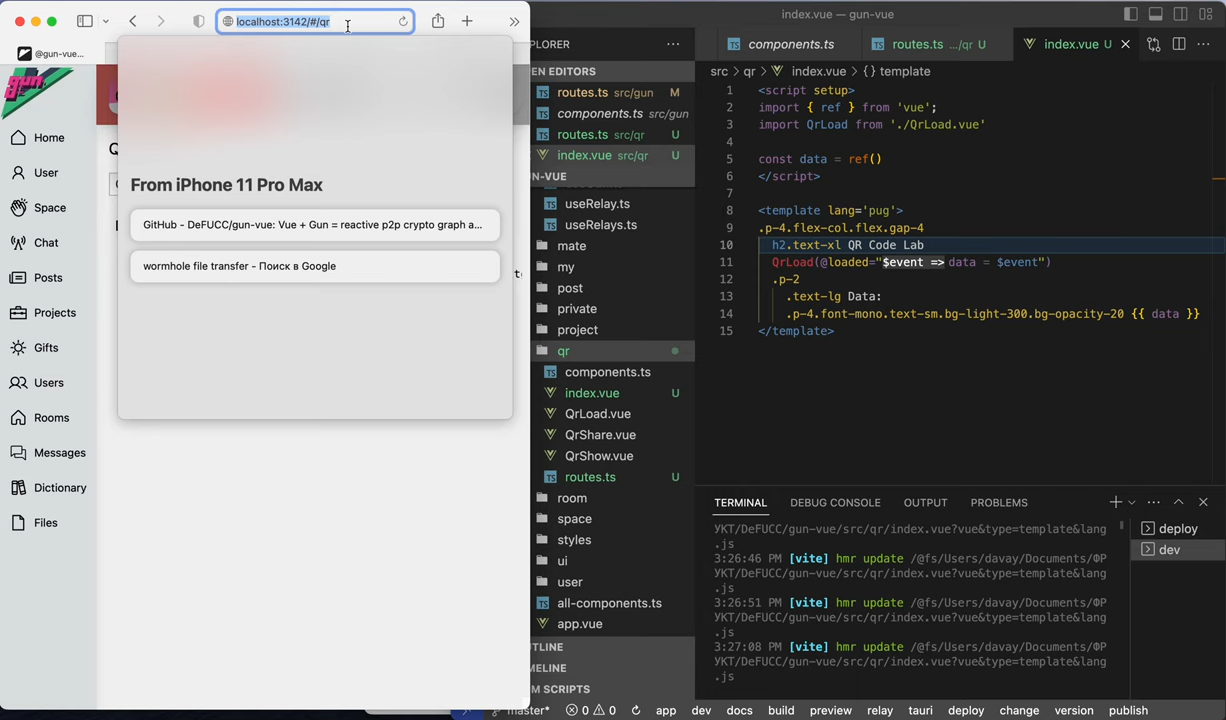 localhost:3142/#/qr
@gun-vue...
gun
Home
User
Space
Chat
Posts
Projects
Gifts
Users
Rooms
Messages
Dictionary
Files
From iPhone 11 Pro Max
GitHub - DeFUCC/gun-vue: Vue + Gun = reactive p2p crypto graph a...
wormhole file transfer - Поиск в Google
index.vue — gun-vue
PLORER
EN EDITORS
routes.ts src/gun M
components.ts src/gun
routes.ts src/qr U
index.vue src/qr U
N-VUE
useRelay.ts
useRelays.ts
mate
my
post
private
project
qr
components.ts
index.vue U
QrLoad.vue
QrShare.vue
QrShow.vue
routes.ts U
room
space
styles
ui
user
all-components.ts
app.vue
UTLINE
MELINE
M SCRIPTS
components.ts
routes.ts .../qr U
index.vue U
src > qr > index.vue > {} template
1 <script setup>
2 import { ref } from 'vue';
3 import QrLoad from './QrLoad.vue'
4
5 const data = ref()
6 </script>
7
8 <template lang='pug'>
9 .p-4.flex-col.flex.gap-4
10 h2.text-xl QR Code Lab
11 QrLoad(@loaded="$event => data = $event")
12 .p-2
13 .text-lg Data:
14 .p-4.font-mono.text-sm.bg-light-300.bg-opacity-20 {{ data }}
15 </template>
TERMINAL DEBUG CONSOLE OUTPUT PROBLEMS
УКТ/DeFUCC/gun-vue/src/qr/index.vue?vue&type=template&lang
.js
3:26:46 PM [vite] hmr update /@fs/Users/davay/Documents/ФР
УКТ/DeFUCC/gun-vue/src/qr/index.vue?vue&type=template&lang
.js
3:26:51 PM [vite] hmr update /@fs/Users/davay/Documents/ФР
УКТ/DeFUCC/gun-vue/src/qr/index.vue?vue&type=template&lang
.js
3:27:08 PM [vite] hmr update /@fs/Users/davay/Documents/ФР
УКТ/DeFUCC/gun-vue/src/qr/index.vue?vue&type=template&lang
.js
deploy
dev
master* 0 0 app dev docs build preview relay tauri deploy change version publish